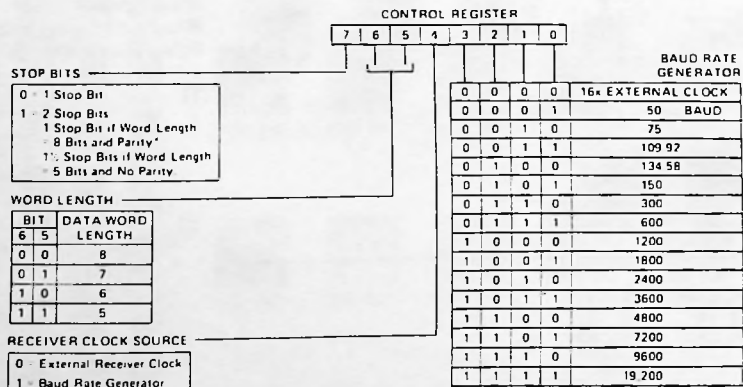 CONTROL REGISTER
7 6 5 4 3 2 1 0
STOP BITS
0 = 1 Stop Bit
1 = 2 Stop Bits
1 Stop Bit if Word Length
= 8 Bits and Parity*
1½ Stop Bits if Word Length
= 5 Bits and No Parity
WORD LENGTH
BIT DATA WORD
6 5 LENGTH
0 0 8
0 1 7
1 0 6
1 1 5
RECEIVER CLOCK SOURCE
0 = External Receiver Clock
1 = Baud Rate Generator
BAUD RATE
GENERATOR
0 0 0 0 16x EXTERNAL CLOCK
0 0 0 1 50 BAUD
0 0 1 0 75
0 0 1 1 109.92
0 1 0 0 134.58
0 1 0 1 150
0 1 1 0 300
0 1 1 1 600
1 0 0 0 1200
1 0 0 1 1800
1 0 1 0 2400
1 0 1 1 3600
1 1 0 0 4800
1 1 0 1 7200
1 1 1 0 9600
1 1 1 1 19,200